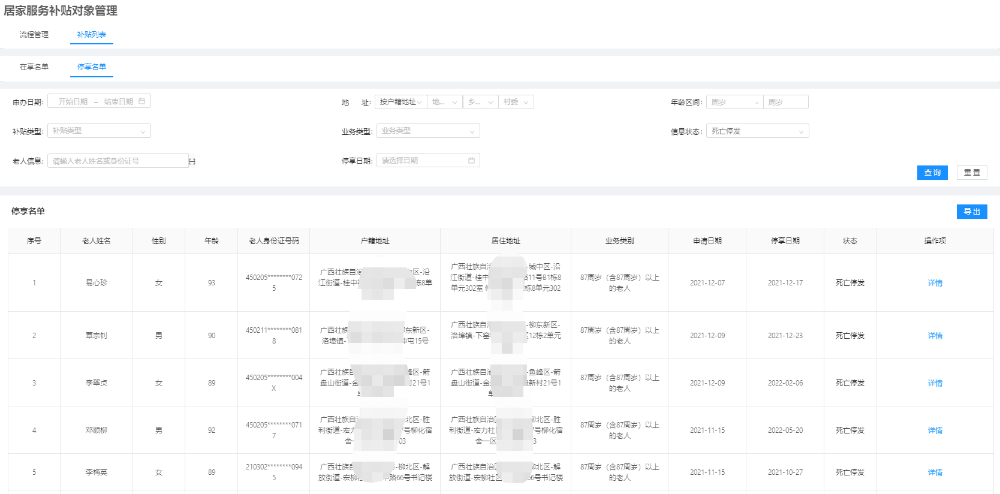 居家服务补贴对象管理
流程管理 补贴列表
在享名单 停享名单
申办日期: 开始日期 ~ 结束日期 地 址: 按户籍地址 地... 乡... 村委 年龄区间: 周岁 - 周岁
补贴类型: 补贴类型 业务类型: 业务类型 信息状态: 死亡停发
老人信息: 请输入老人姓名或身份证号 停享日期: 请选择日期
查询 重置
停享名单 导出
序号 老人姓名 性别 年龄 老人身份证号码 户籍地址 居住地址 业务类别 申请日期 停享日期 状态 操作项
1 易心珍 女 93 450205********0725 广西壮族自治 区-沿江街道-桂中 栋8单 广西壮族自治 -城中区-沿江街道-桂中 路11号B1栋8单元302室 栋8单元302 87周岁（含87周岁）以上的老人 2021-12-07 2021-12-17 死亡停发 详情
2 覃宗钊 男 90 450211********0818 广西壮族 柳东新区-洛埠镇- 冲屯15号 广西壮族自治 -柳东新区-洛埠镇-下窑 区12栋2单元 87周岁（含87周岁）以上的老人 2021-12-09 2021-12-23 死亡停发 详情
3 李翠贞 女 89 450205********004X 广西壮族自 峰区-箭盘山街道-金 村21号1 广西壮族自治 -鱼峰区-箭盘山街道-金 盘新村21号1 87周岁（含87周岁）以上的老人 2021-12-09 2022-02-06 死亡停发 详情
4 邓顺柳 男 92 450205********0717 广西壮族自治 柳北区-胜利街道-宏力 7号柳化宿舍一 03 广西壮族自治区 柳北区-胜利街道-宏力社区 7号柳化宿舍一区 3 87周岁（含87周岁）以上的老人 2021-11-15 2022-05-20 死亡停发 详情
5 李梅英 女 89 210302********0945 广西壮族自 市-柳北区-解放街道-宏柳 路66号书记楼 广西壮族自治区 柳北区-解放街道-宏柳社区 66号书记楼 87周岁（含87周岁）以上的老人 2021-11-15 2021-10-27 死亡停发 详情